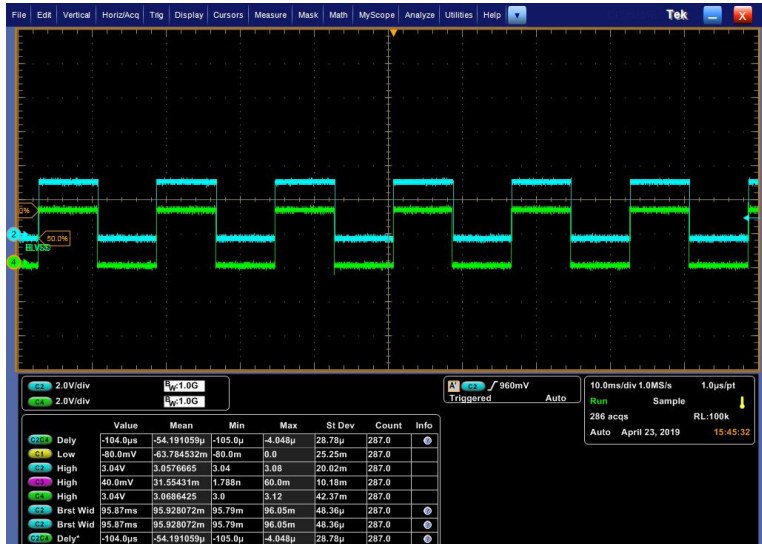 File Edit Vertical Horiz/Acq Trig Display Cursors Measure Mask Math MyScope Analyze Utilities Help Tek X
0%
2
50.0%
ELVSS
4
C2 2.0V/div BW:1.0G
C4 2.0V/div BW:1.0G
A' C2 960mV
Triggered Auto
10.0ms/div 1.0MS/s 1.0µs/pt
Run Sample
286 acqs RL:100k
Auto April 23, 2019 15:45:32
Value Mean Min Max St Dev Count Info
C2C4 Dely -104.0µs -54.191059µ -105.0µ -4.048µ 28.78µ 287.0
C1 Low -80.0mV -63.784532m -80.0m 0.0 25.25m 287.0
C2 High 3.04V 3.0576665 3.04 3.08 20.02m 287.0
C3 High 40.0mV 31.55431m 1.788n 60.0m 10.18m 287.0
C4 High 3.04V 3.0686425 3.0 3.12 42.37m 287.0
C2 Brst Wid 95.87ms 95.928072m 95.79m 96.05m 48.36µ 287.0
C2 Brst Wid 95.87ms 95.928072m 95.79m 96.05m 48.36µ 287.0
C2C4 Dely* -104.0µs -54.191059µ -105.0µ -4.048µ 28.78µ 287.0